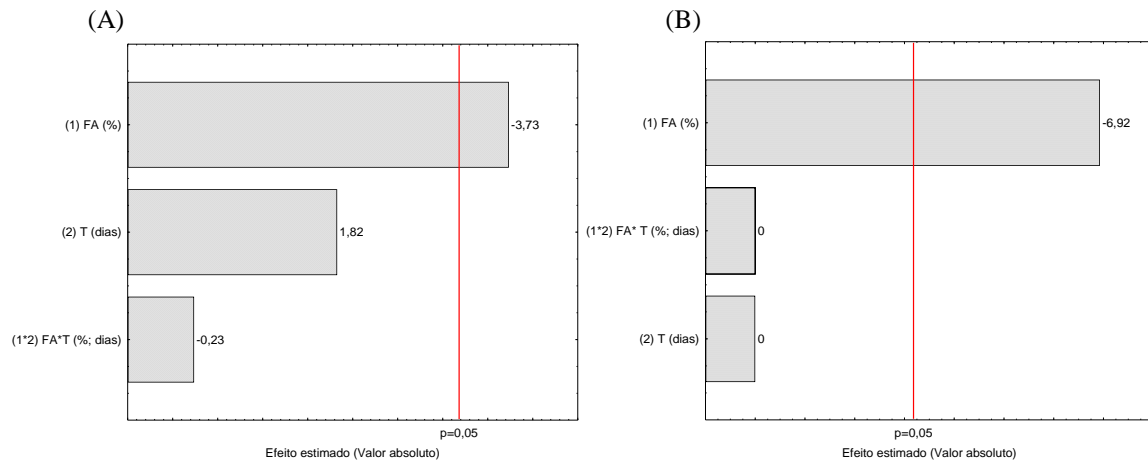 (A)
(1) FA (%)
-3,73
(2) T (dias)
1,82
(1*2) FA*T (%; dias)
-0,23
p=0,05
Efeito estimado (Valor absoluto)
(B)
(1) FA (%)
-6,92
(1*2) FA* T (%; dias)
0
(2) T (dias)
0
p=0,05
Efeito estimado (Valor absoluto)